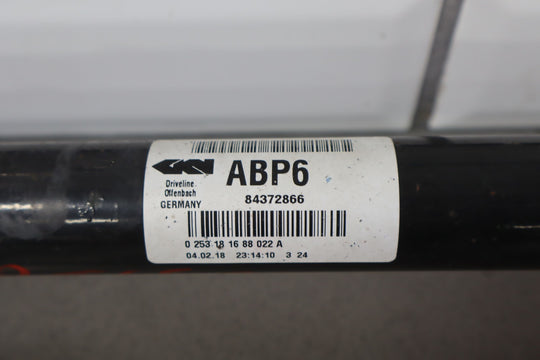 GKN
ABP6
Driveline
Offenbach
GERMANY
84372866
0 253 18 16 88 022 A
04.02.18 23:14:10 3 24